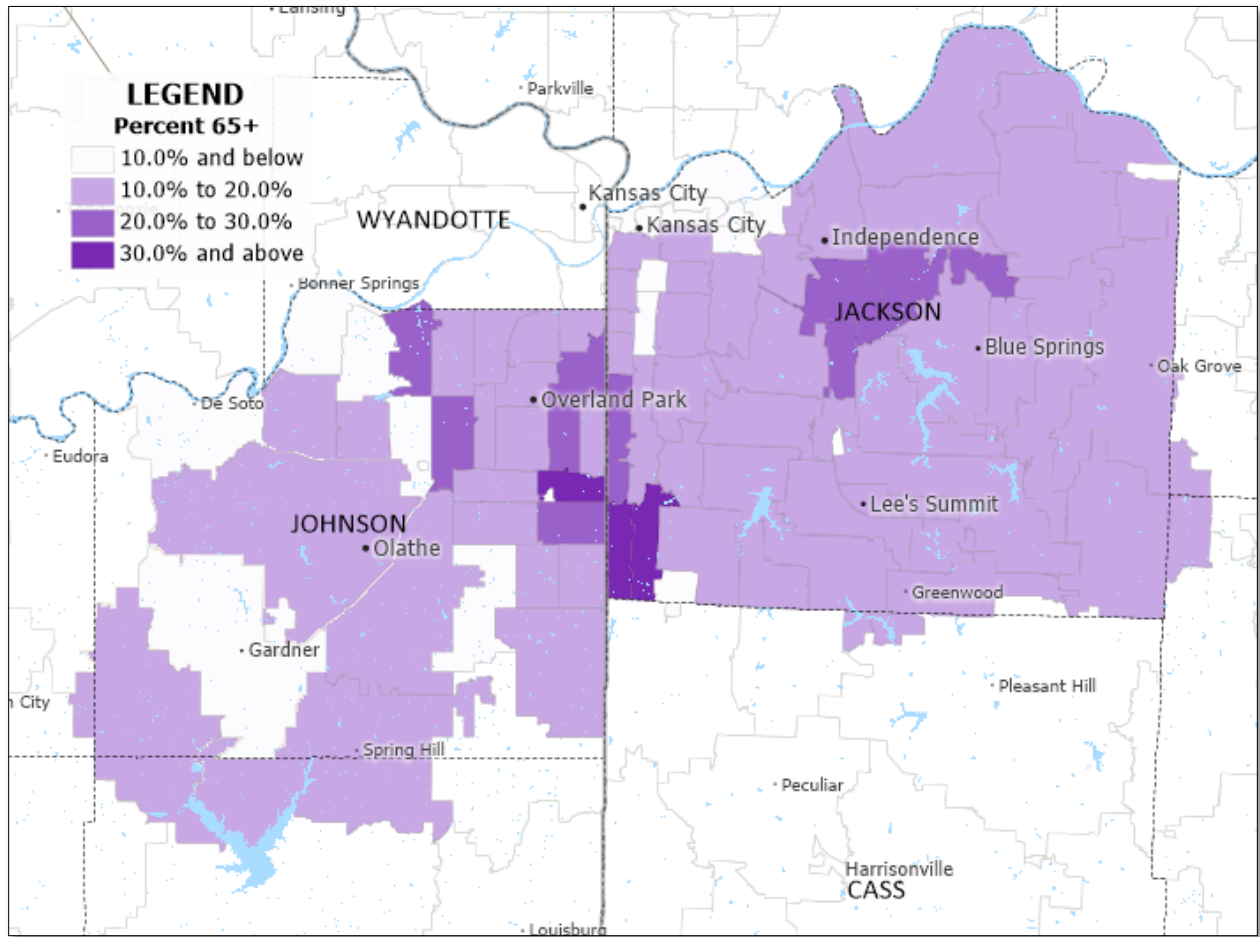 Lansing
Parkville
LEGEND
Percent 65+
10.0% and below
10.0% to 20.0%
20.0% to 30.0%
30.0% and above
Kansas City
WYANDOTTE
Kansas City
Independence
Bonner Springs
JACKSON
Blue Springs
Oak Grove
De Soto
Overland Park
Eudora
Lee's Summit
JOHNSON
Olathe
Greenwood
Gardner
Pleasant Hill
n City
Spring Hill
Peculiar
Harrisonville
CASS
Louisburg